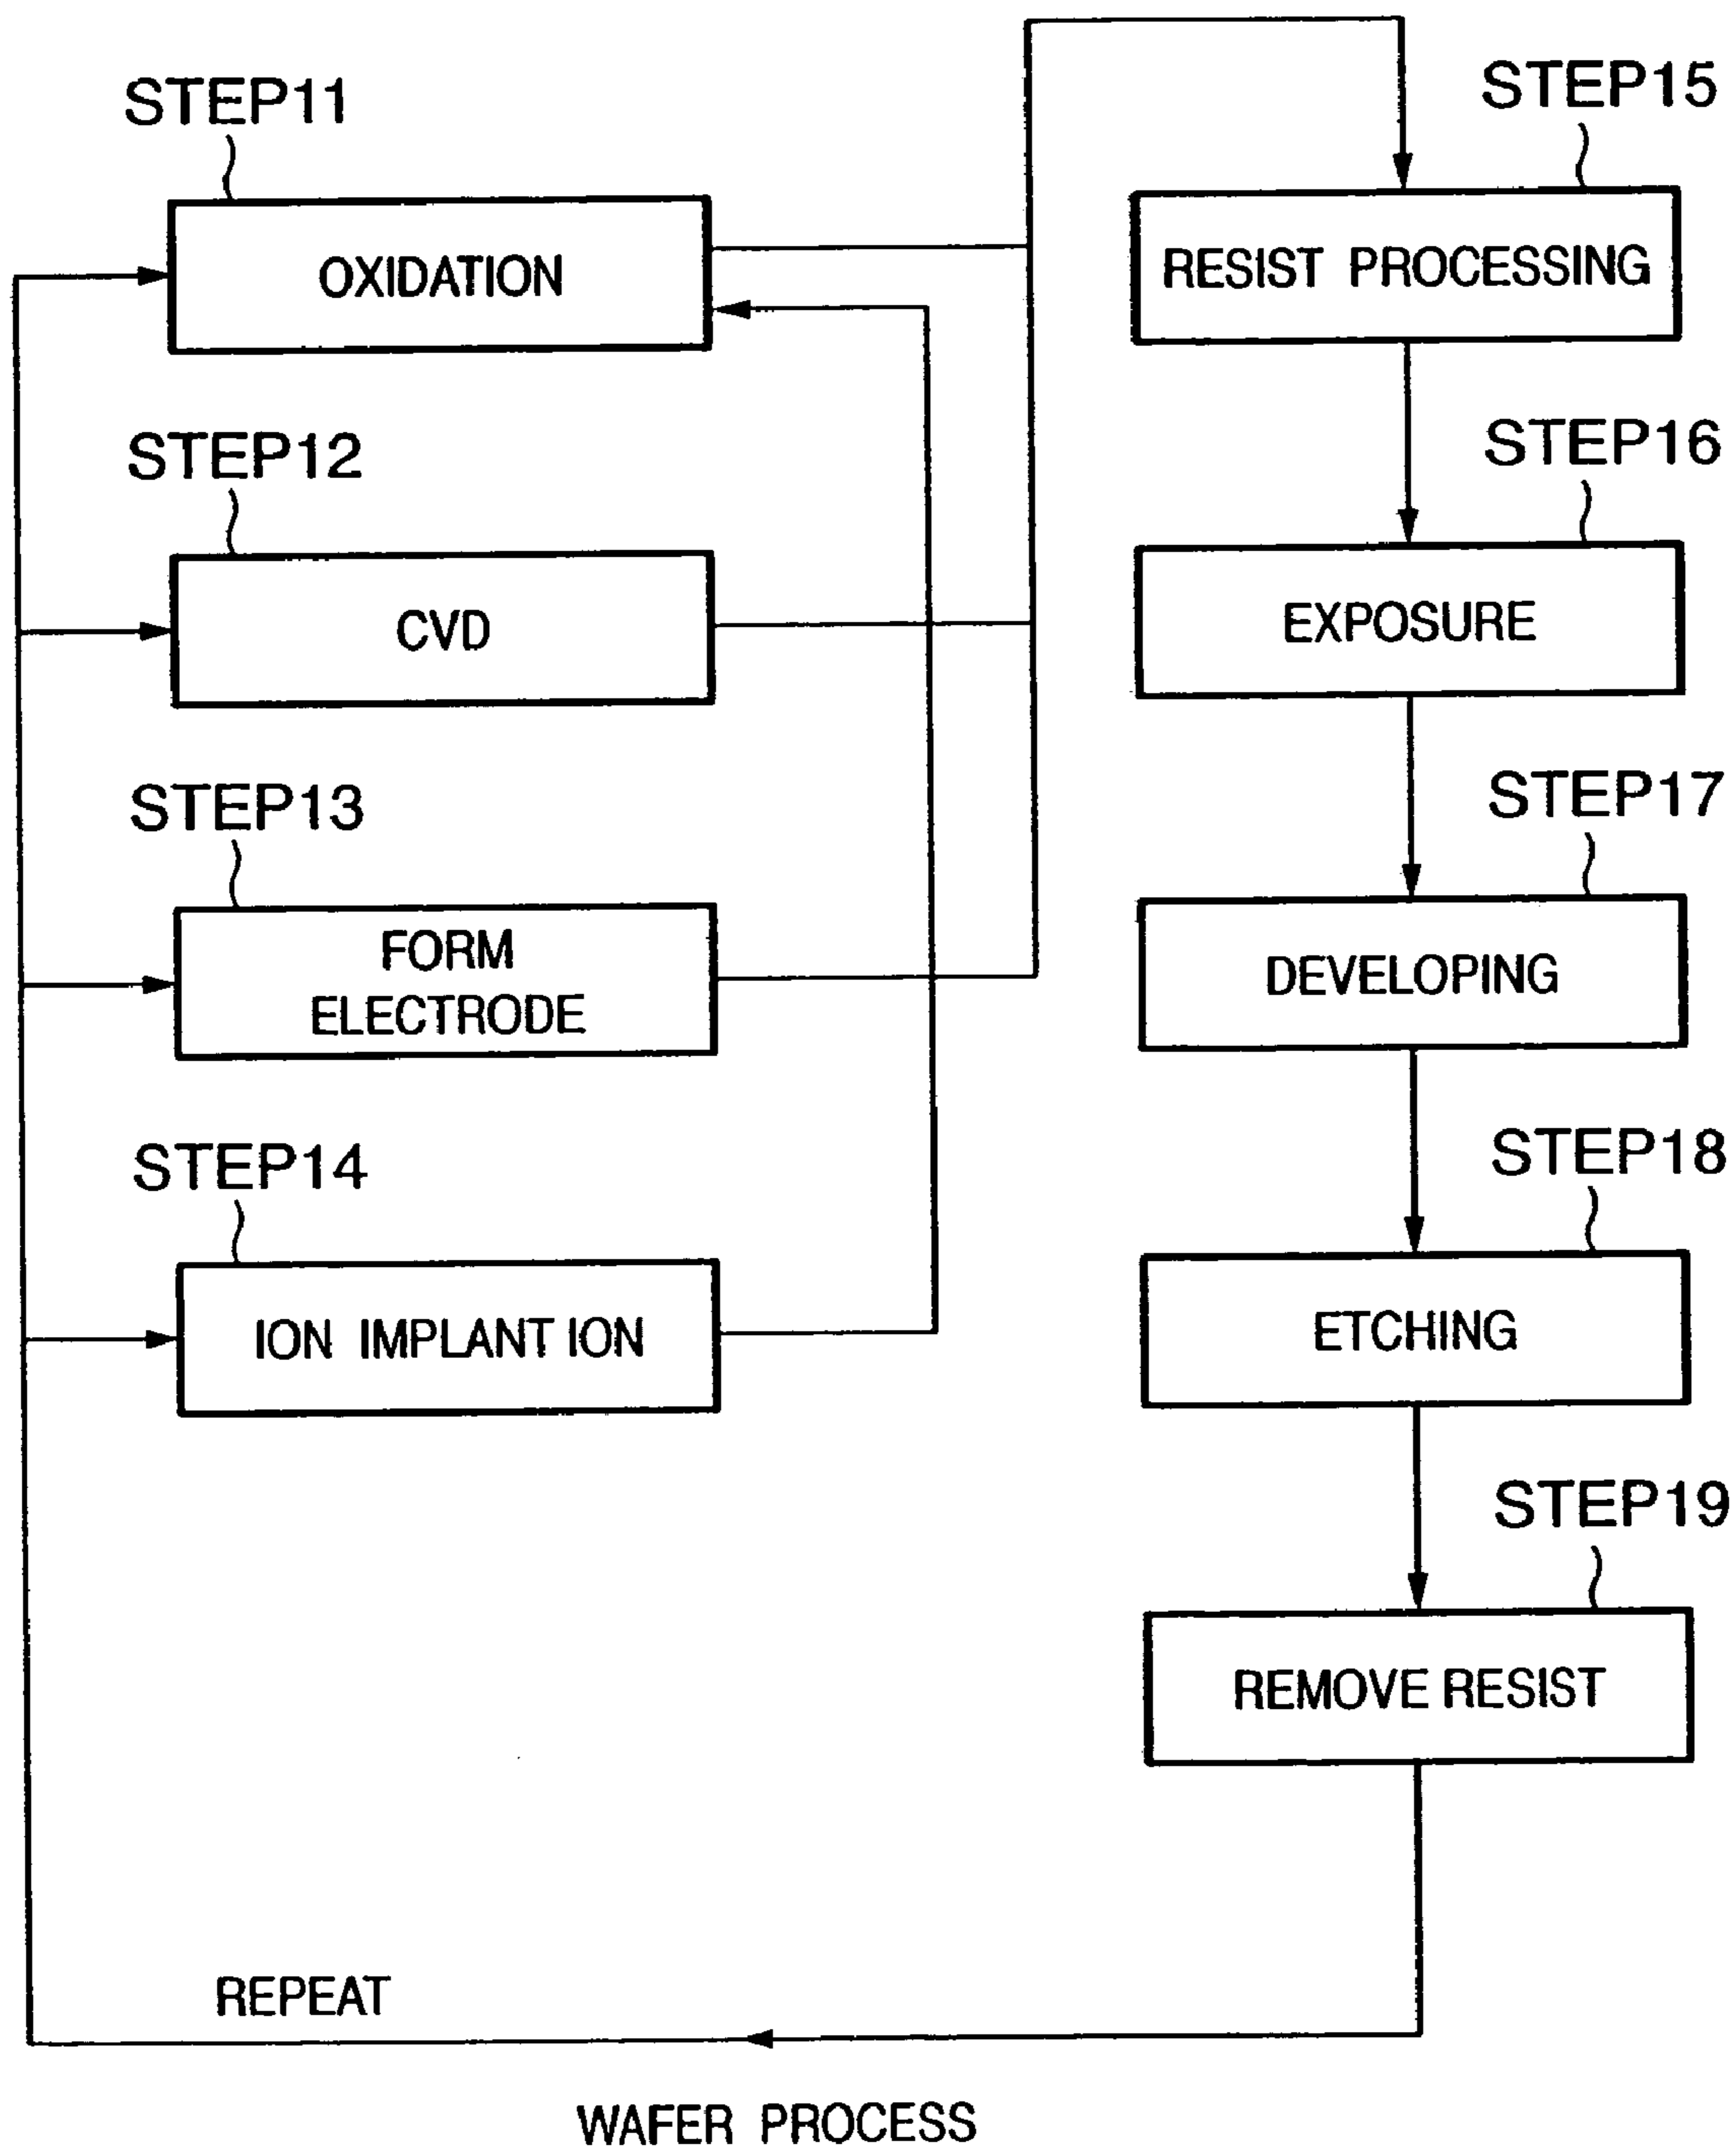 STEP11
OXIDATION
STEP12
CVD
STEP13
FORM
ELECTRODE
STEP14
ION IMPLANT ION
STEP15
RESIST PROCESSING
STEP16
EXPOSURE
STEP17
DEVELOPING
STEP18
ETCHING
STEP19
REMOVE RESIST
REPEAT
WAFER PROCESS